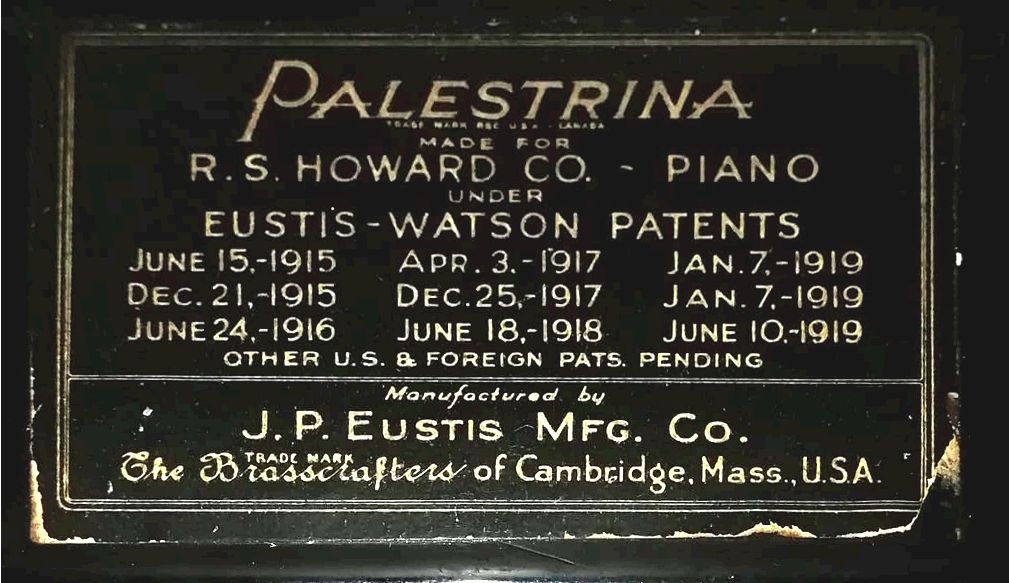 PALESTRINA
TRADE MARK REG USA - CANADA
MADE FOR
R. S. HOWARD CO. - PIANO
UNDER
EUSTIS - WATSON PATENTS
JUNE 15,-1915 APR. 3.-1917 JAN. 7,-1919
DEC. 21,-1915 DEC. 25,-1917 JAN. 7,-1919
JUNE 24,-1916 JUNE 18,-1918 JUNE 10.-1919
OTHER U.S. & FOREIGN PATS. PENDING
Manufactured by
J. P. EUSTIS MFG. CO.
TRADE MARK
The Brasscrafters of Cambridge, Mass., U.S.A.